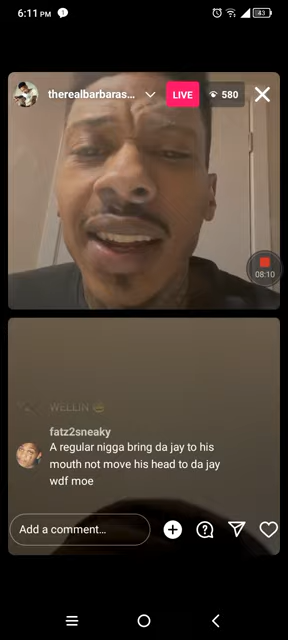 6:11 PM
43
therealbarbaras...
LIVE
580
08:10
WELLIN
fatz2sneaky
A regular nigga bring da jay to his
mouth not move his head to da jay
wdf moe
Add a comment...